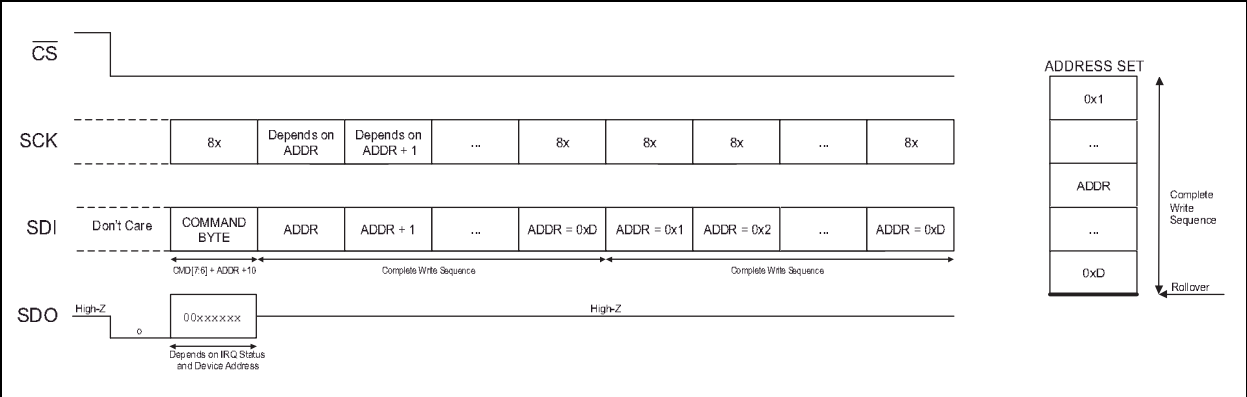 CS
ADDRESS SET
0x1
SCK
8x
Depends on
ADDR
Depends on
ADDR + 1
...
8x
8x
8x
...
8x
...
ADDR
Complete
Write
Sequence
SDI
Don't Care
COMMAND
BYTE
ADDR
ADDR + 1
...
ADDR = 0xD
ADDR = 0x1
ADDR = 0x2
...
ADDR = 0xD
...
CMD[7:6] + ADDR +10
Complete Write Sequence
Complete Write Sequence
0xD
Rollover
SDO
High-Z
0
00xxxxxx
High-Z
Depends on IRQ Status
and Device Address